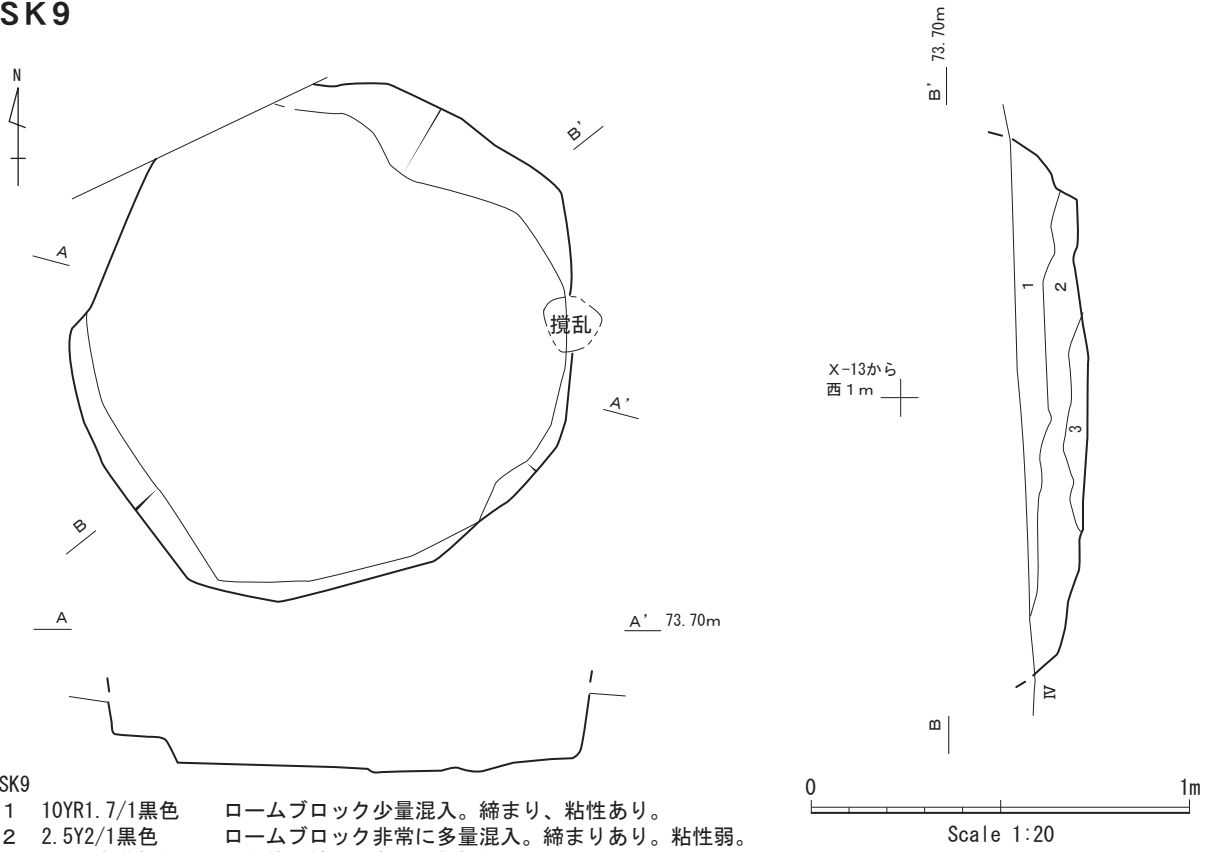 SK9
N
B'
B' 73.70m
A
撹乱
1
2
X-13から
西1m
A'
3
B
A
A' 73.70m
Ⅳ
B
SK9
1 10YR1.7/1黒色 ロームブロック少量混入。締まり、粘性あり。
2 2.5Y2/1黒色 ロームブロック非常に多量混入。締まりあり。粘性弱。
0 1m
Scale 1:20